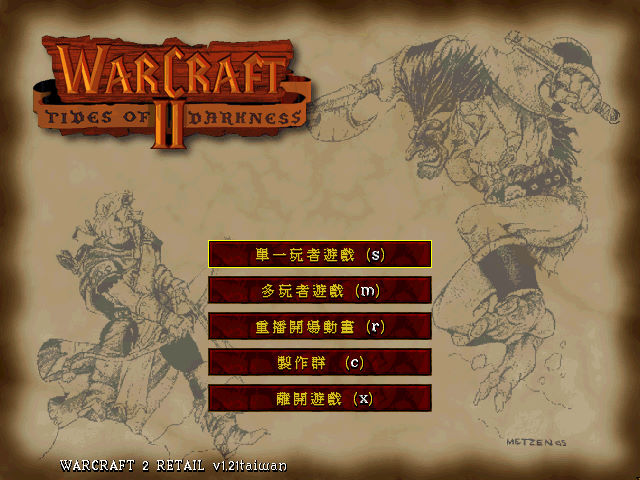 WARCRAFT
II
TIDES OF DARKNESS
單一玩者遊戲 (s)
多玩者遊戲 (m)
重播開場動畫 (r)
製作群 (c)
離開遊戲 (x)
METZEN 95
WARCRAFT 2 RETAIL v1.21taiwan